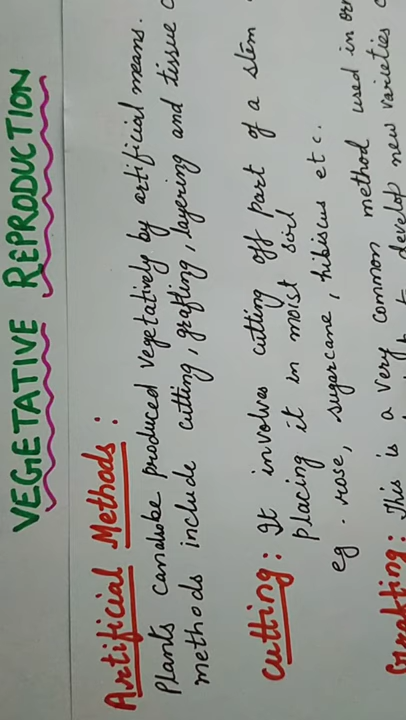 VEGETATIVE REPRODUCTION
Artificial Methods :
Plants can also be produced vegetatively by artificial means.
methods include cutting, grafting, layering and tissue
Cutting : It involves cutting off part of a stem
placing it in moist soil
eg. rose, sugarcane, hibiscus etc.
Grafting : This is a very common method used in
develop new varieties